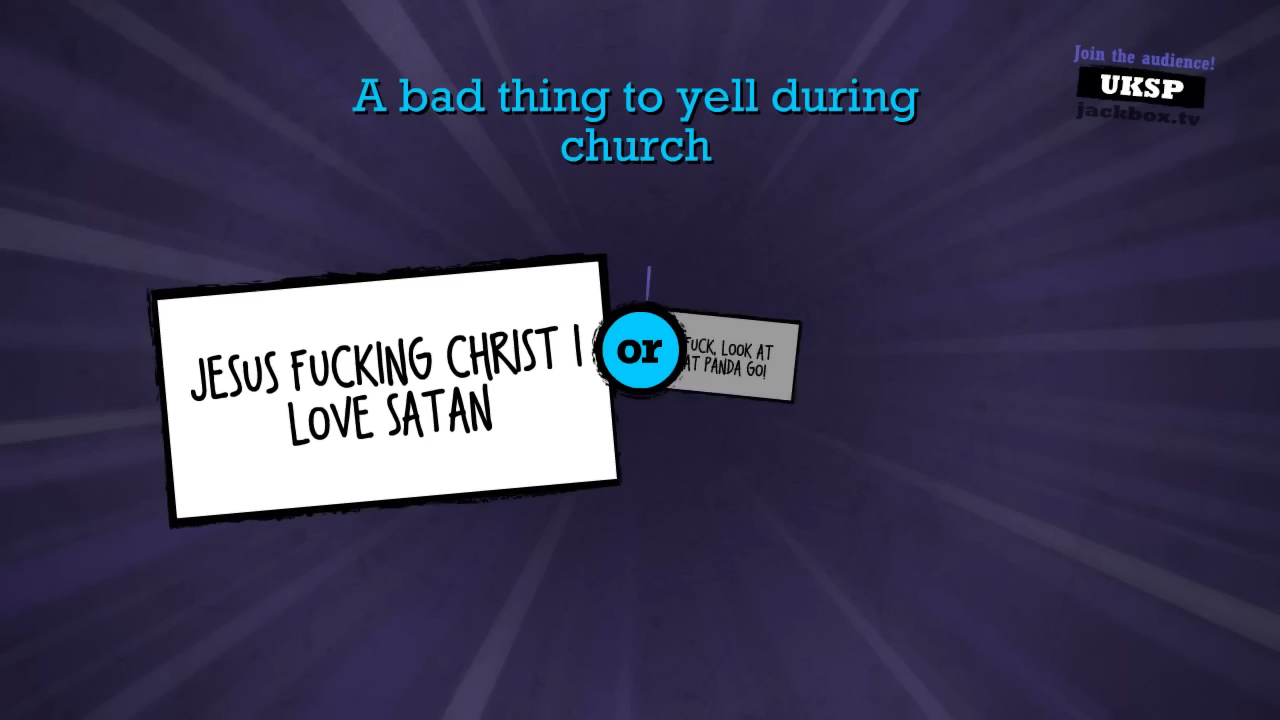 A bad thing to yell during
church
Join the audience!
UKSP
jackbox.tv
JESUS FUCKING CHRIST I
LOVE SATAN
or
FUCK, LOOK AT
PANDA GO!